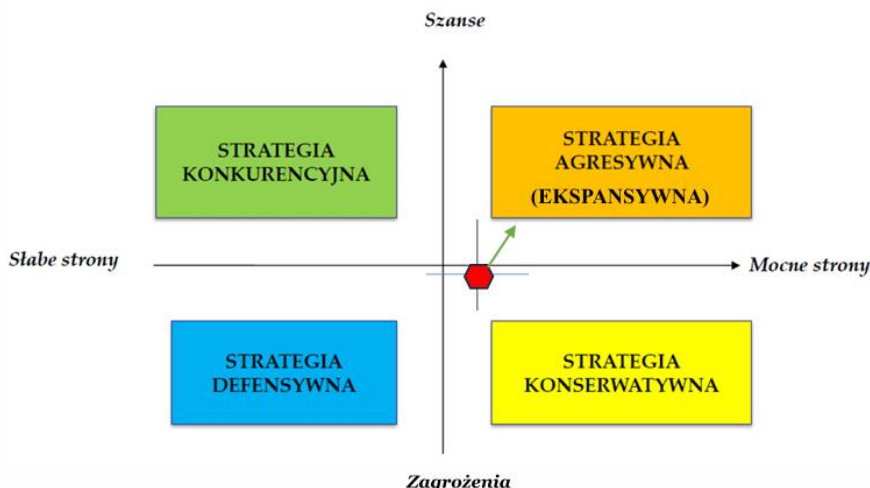 Szanse
STRATEGIA
KONKURENCYJNA
STRATEGIA
AGRESYWNA
(EKSPANSYWNA)
Słabe strony
Mocne strony
STRATEGIA
DEFENSYWNA
STRATEGIA
KONSERWATYWNA
Zagrożenia